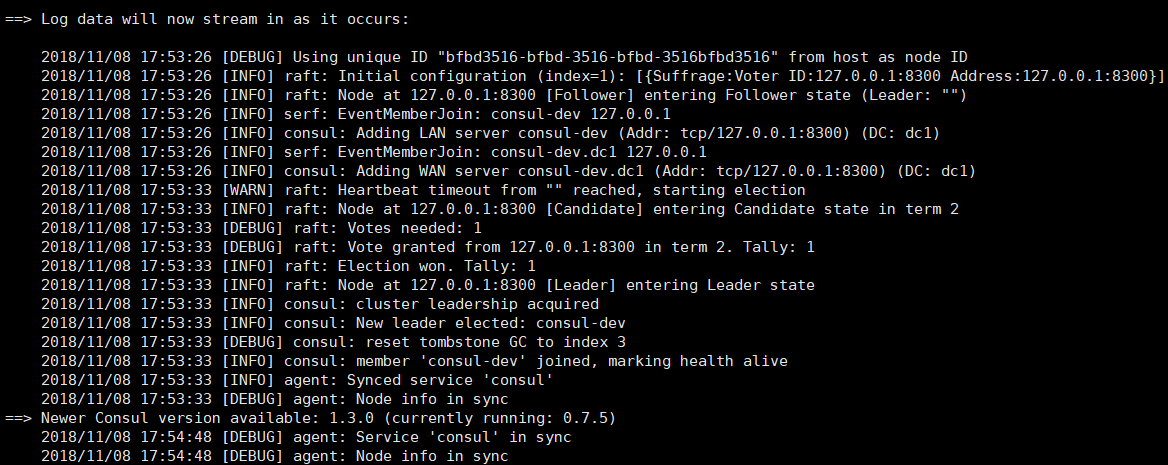 ==> Log data will now stream in as it occurs:
2018/11/08 17:53:26 [DEBUG] Using unique ID "bfbd3516-bfbd-3516-bfbd-3516bfbd3516" from host as node ID
2018/11/08 17:53:26 [INFO] raft: Initial configuration (index=1): [{Suffrage:Voter ID:127.0.0.1:8300 Address:127.0.0.1:8300}]
2018/11/08 17:53:26 [INFO] raft: Node at 127.0.0.1:8300 [Follower] entering Follower state (Leader: "")
2018/11/08 17:53:26 [INFO] serf: EventMemberJoin: consul-dev 127.0.0.1
2018/11/08 17:53:26 [INFO] consul: Adding LAN server consul-dev (Addr: tcp/127.0.0.1:8300) (DC: dc1)
2018/11/08 17:53:26 [INFO] serf: EventMemberJoin: consul-dev.dc1 127.0.0.1
2018/11/08 17:53:26 [INFO] consul: Adding WAN server consul-dev.dc1 (Addr: tcp/127.0.0.1:8300) (DC: dc1)
2018/11/08 17:53:33 [WARN] raft: Heartbeat timeout from "" reached, starting election
2018/11/08 17:53:33 [INFO] raft: Node at 127.0.0.1:8300 [Candidate] entering Candidate state in term 2
2018/11/08 17:53:33 [DEBUG] raft: Votes needed: 1
2018/11/08 17:53:33 [DEBUG] raft: Vote granted from 127.0.0.1:8300 in term 2. Tally: 1
2018/11/08 17:53:33 [INFO] raft: Election won. Tally: 1
2018/11/08 17:53:33 [INFO] raft: Node at 127.0.0.1:8300 [Leader] entering Leader state
2018/11/08 17:53:33 [INFO] consul: cluster leadership acquired
2018/11/08 17:53:33 [INFO] consul: New leader elected: consul-dev
2018/11/08 17:53:33 [DEBUG] consul: reset tombstone GC to index 3
2018/11/08 17:53:33 [INFO] consul: member 'consul-dev' joined, marking health alive
2018/11/08 17:53:33 [INFO] agent: Synced service 'consul'
2018/11/08 17:53:33 [DEBUG] agent: Node info in sync
==> Newer Consul version available: 1.3.0 (currently running: 0.7.5)
2018/11/08 17:54:48 [DEBUG] agent: Service 'consul' in sync
2018/11/08 17:54:48 [DEBUG] agent: Node info in sync